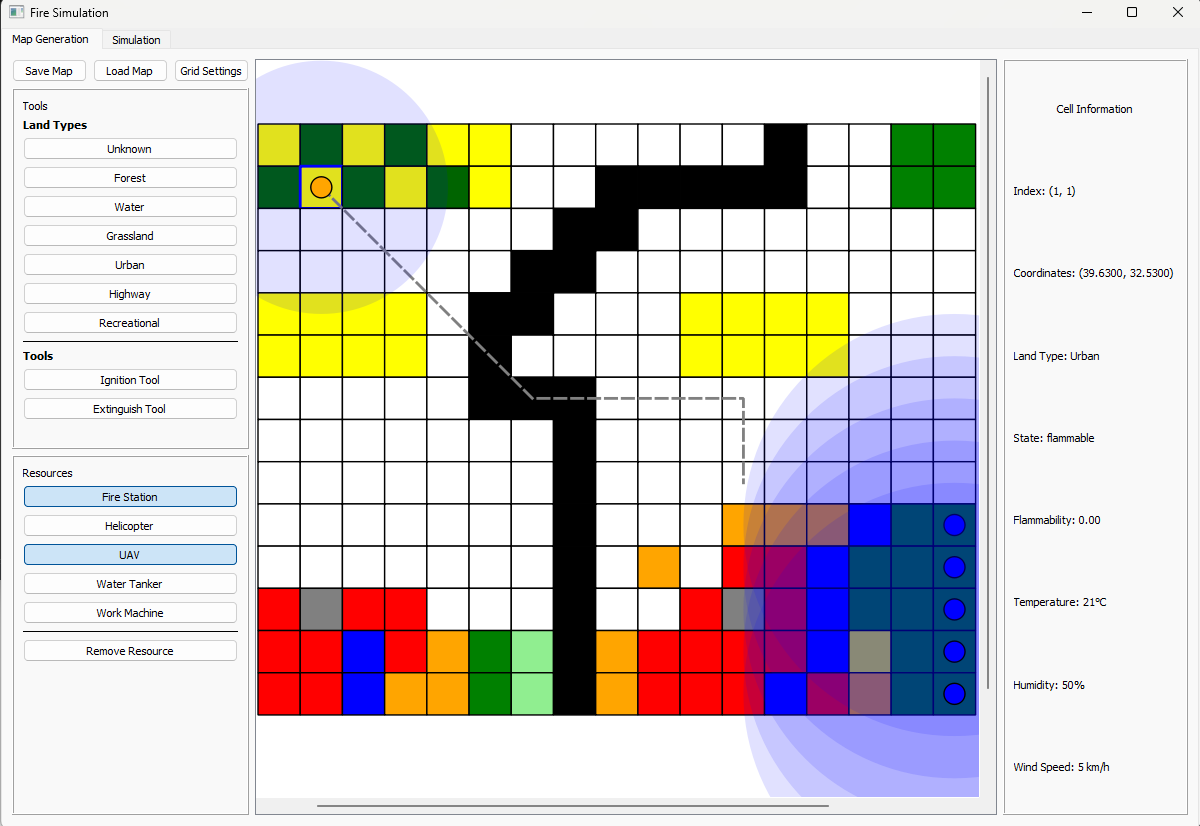 Fire Simulation
Map Generation
Simulation
Save Map
Load Map
Grid Settings
Tools
Land Types
Unknown
Forest
Water
Grassland
Urban
Highway
Recreational
Tools
Ignition Tool
Extinguish Tool
Resources
Fire Station
Helicopter
UAV
Water Tanker
Work Machine
Remove Resource
Cell Information
Index: (1, 1)
Coordinates: (39.6300, 32.5300)
Land Type: Urban
State: flammable
Flammability: 0.00
Temperature: 21°C
Humidity: 50%
Wind Speed: 5 km/h